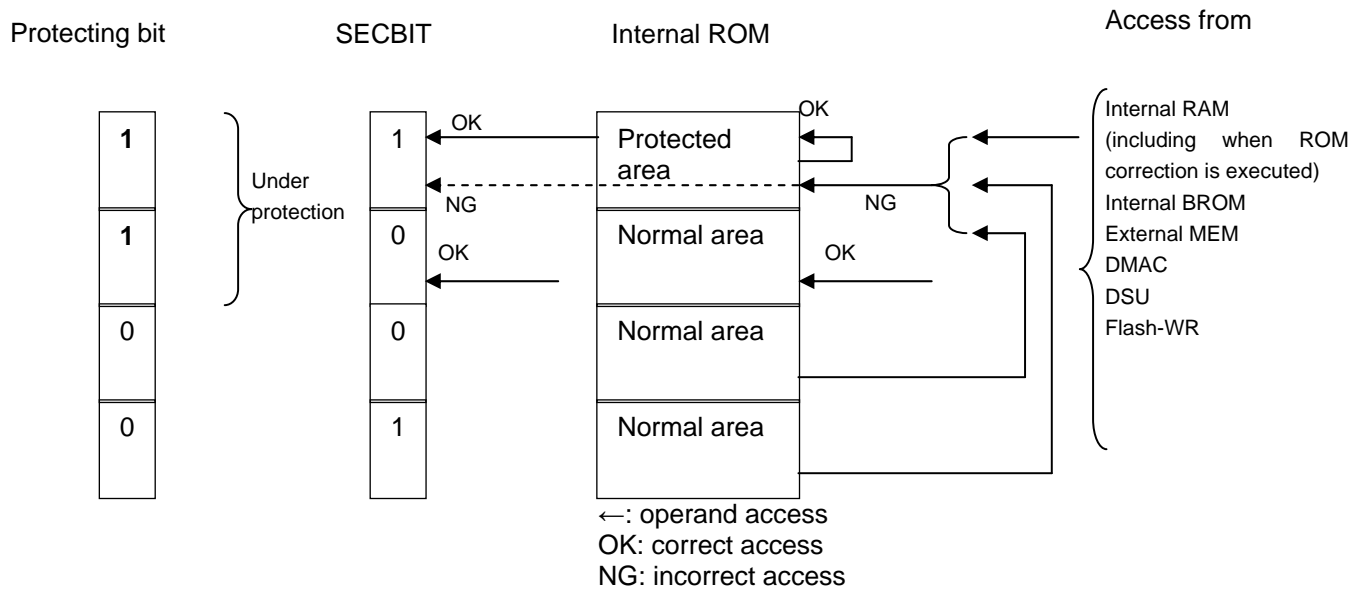 Protecting bit
SECBIT
Internal ROM
Access from
1
1
0
0
Under
protection
1
0
0
1
OK
NG
OK
Protected
area
Normal area
Normal area
Normal area
OK
NG
OK
Internal RAM
(including when ROM
correction is executed)
Internal BROM
External MEM
DMAC
DSU
Flash-WR
←: operand access
OK: correct access
NG: incorrect access